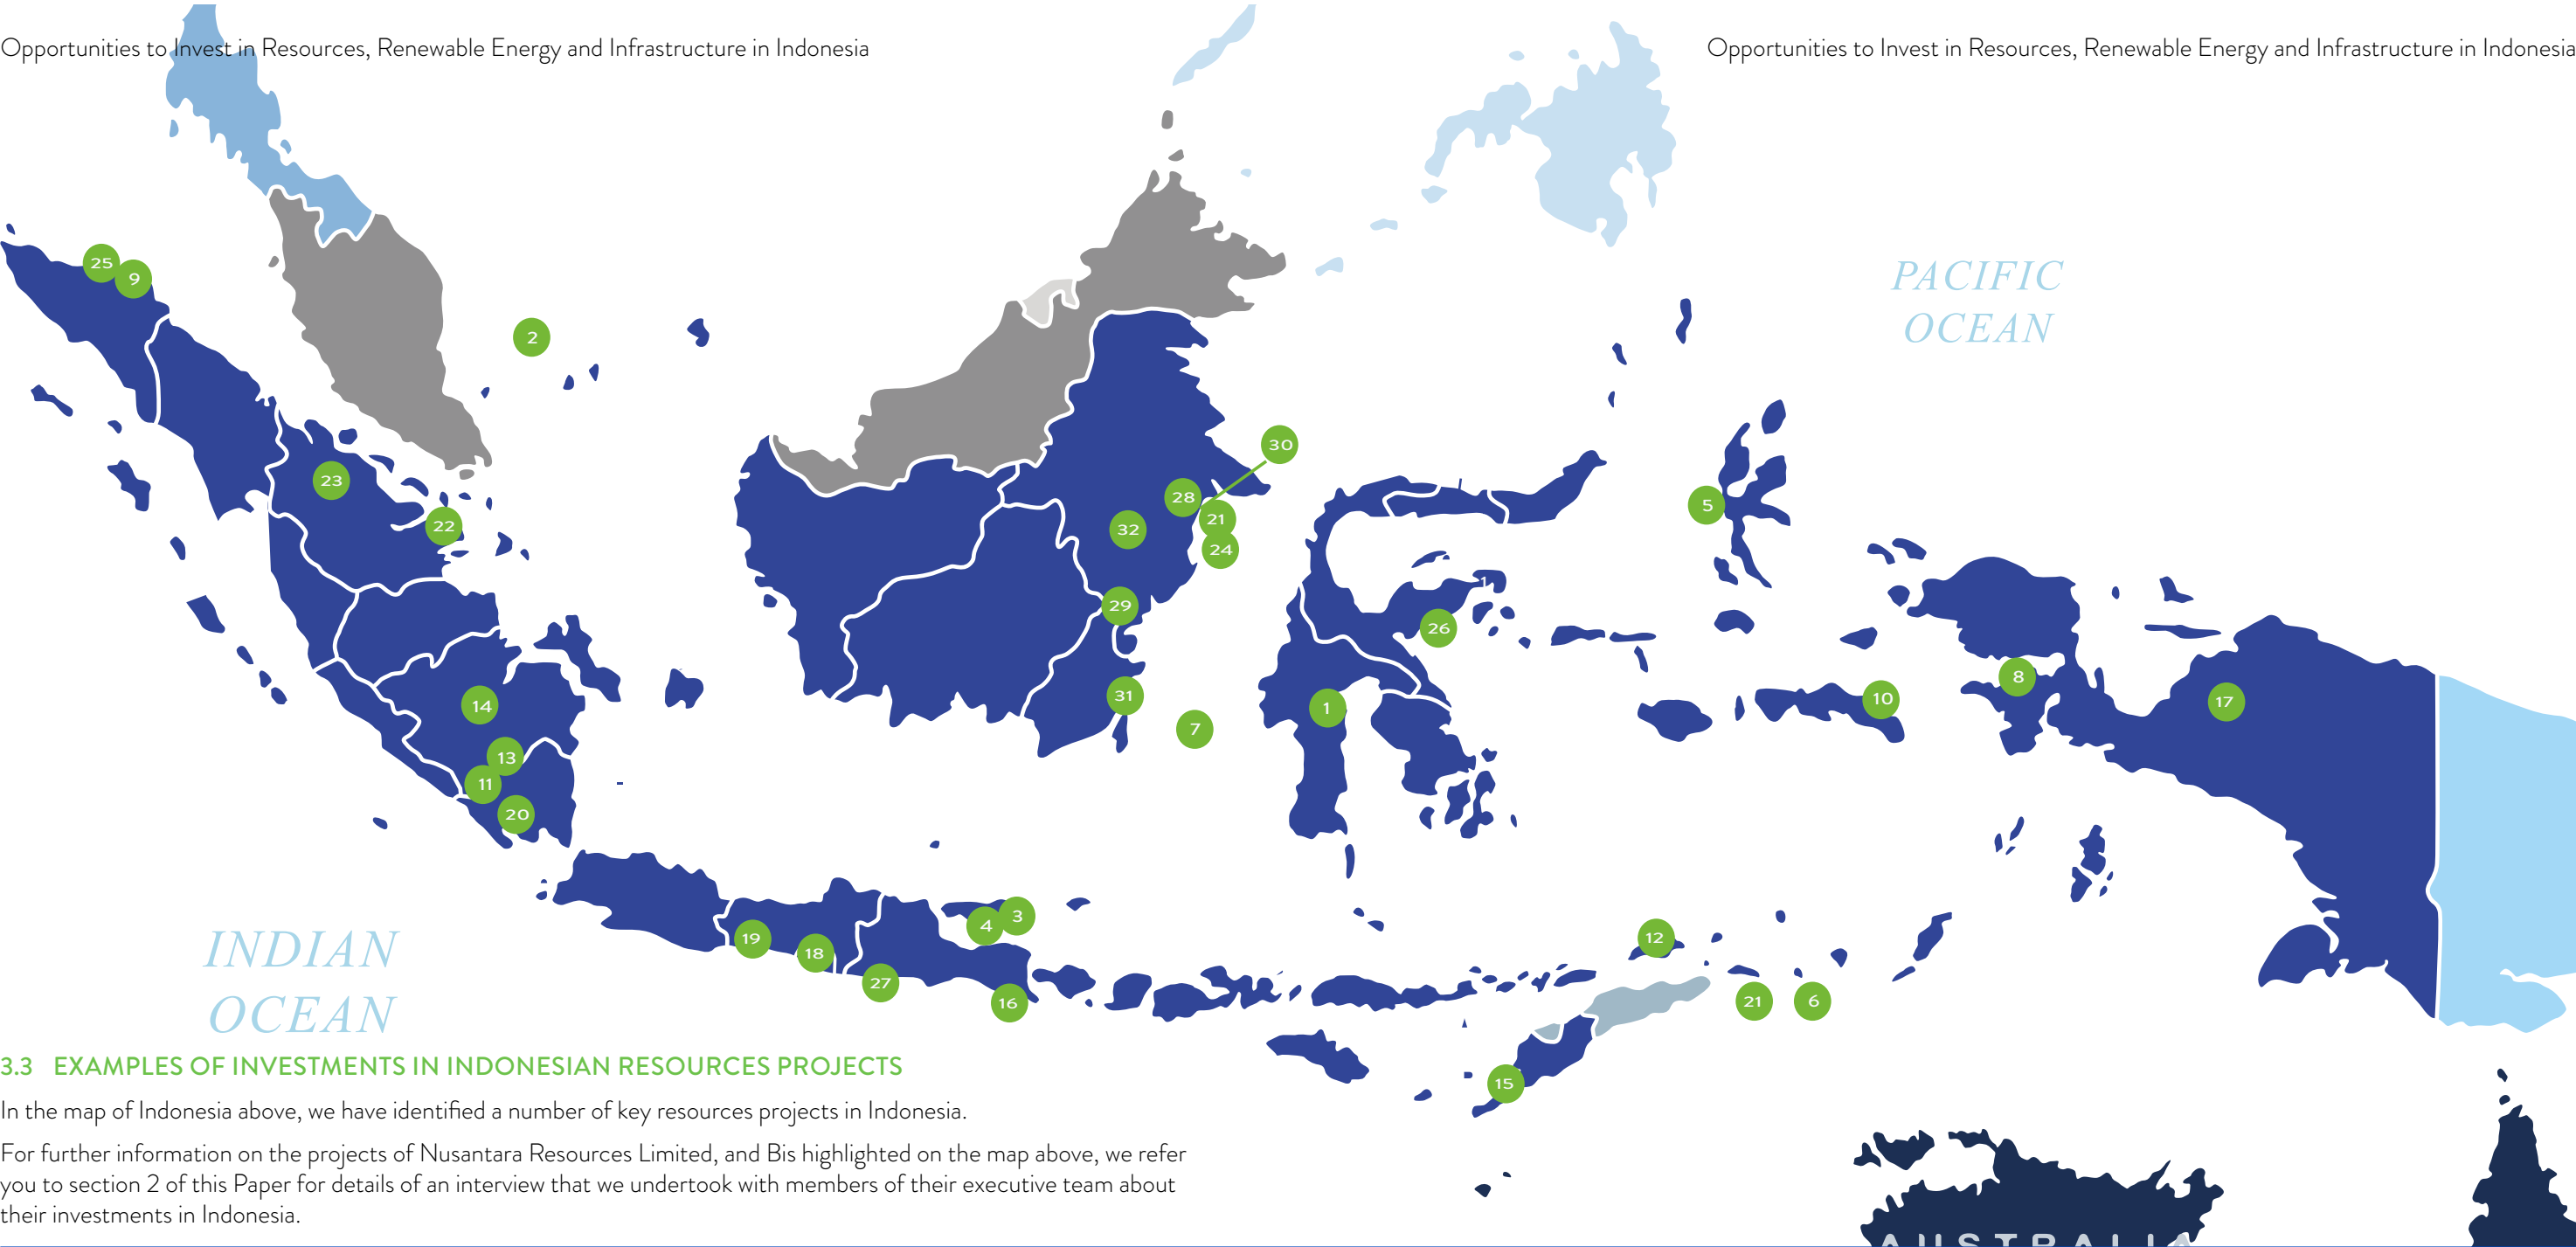 Opportunities to Invest in Resources, Renewable Energy and Infrastructure in Indonesia
Opportunities to Invest in Resources, Renewable Energy and Infrastructure in Indonesia
PACIFIC
OCEAN
25
9
2
30
23
28
5
21
22
32
24
1
29
26
8
31
10
17
14
1
7
13
11
20
3
4
19
12
18
27
21
6
16
INDIAN
OCEAN
15
3.3 EXAMPLES OF INVESTMENTS IN INDONESIAN RESOURCES PROJECTS
In the map of Indonesia above, we have identified a number of key resources projects in Indonesia.
For further information on the projects of Nusantara Resources Limited, and Bis highlighted on the map above, we refer
you to section 2 of this Paper for details of an interview that we undertook with members of their executive team about
their investments in Indonesia.
AUSTRALIA